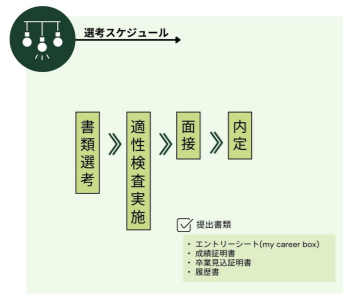 選考スケジュール
書類選考
適性検査実施
面接
内定
提出書類
・エントリーシート(my career box)
・成績証明書
・卒業見込証明書
・履歴書